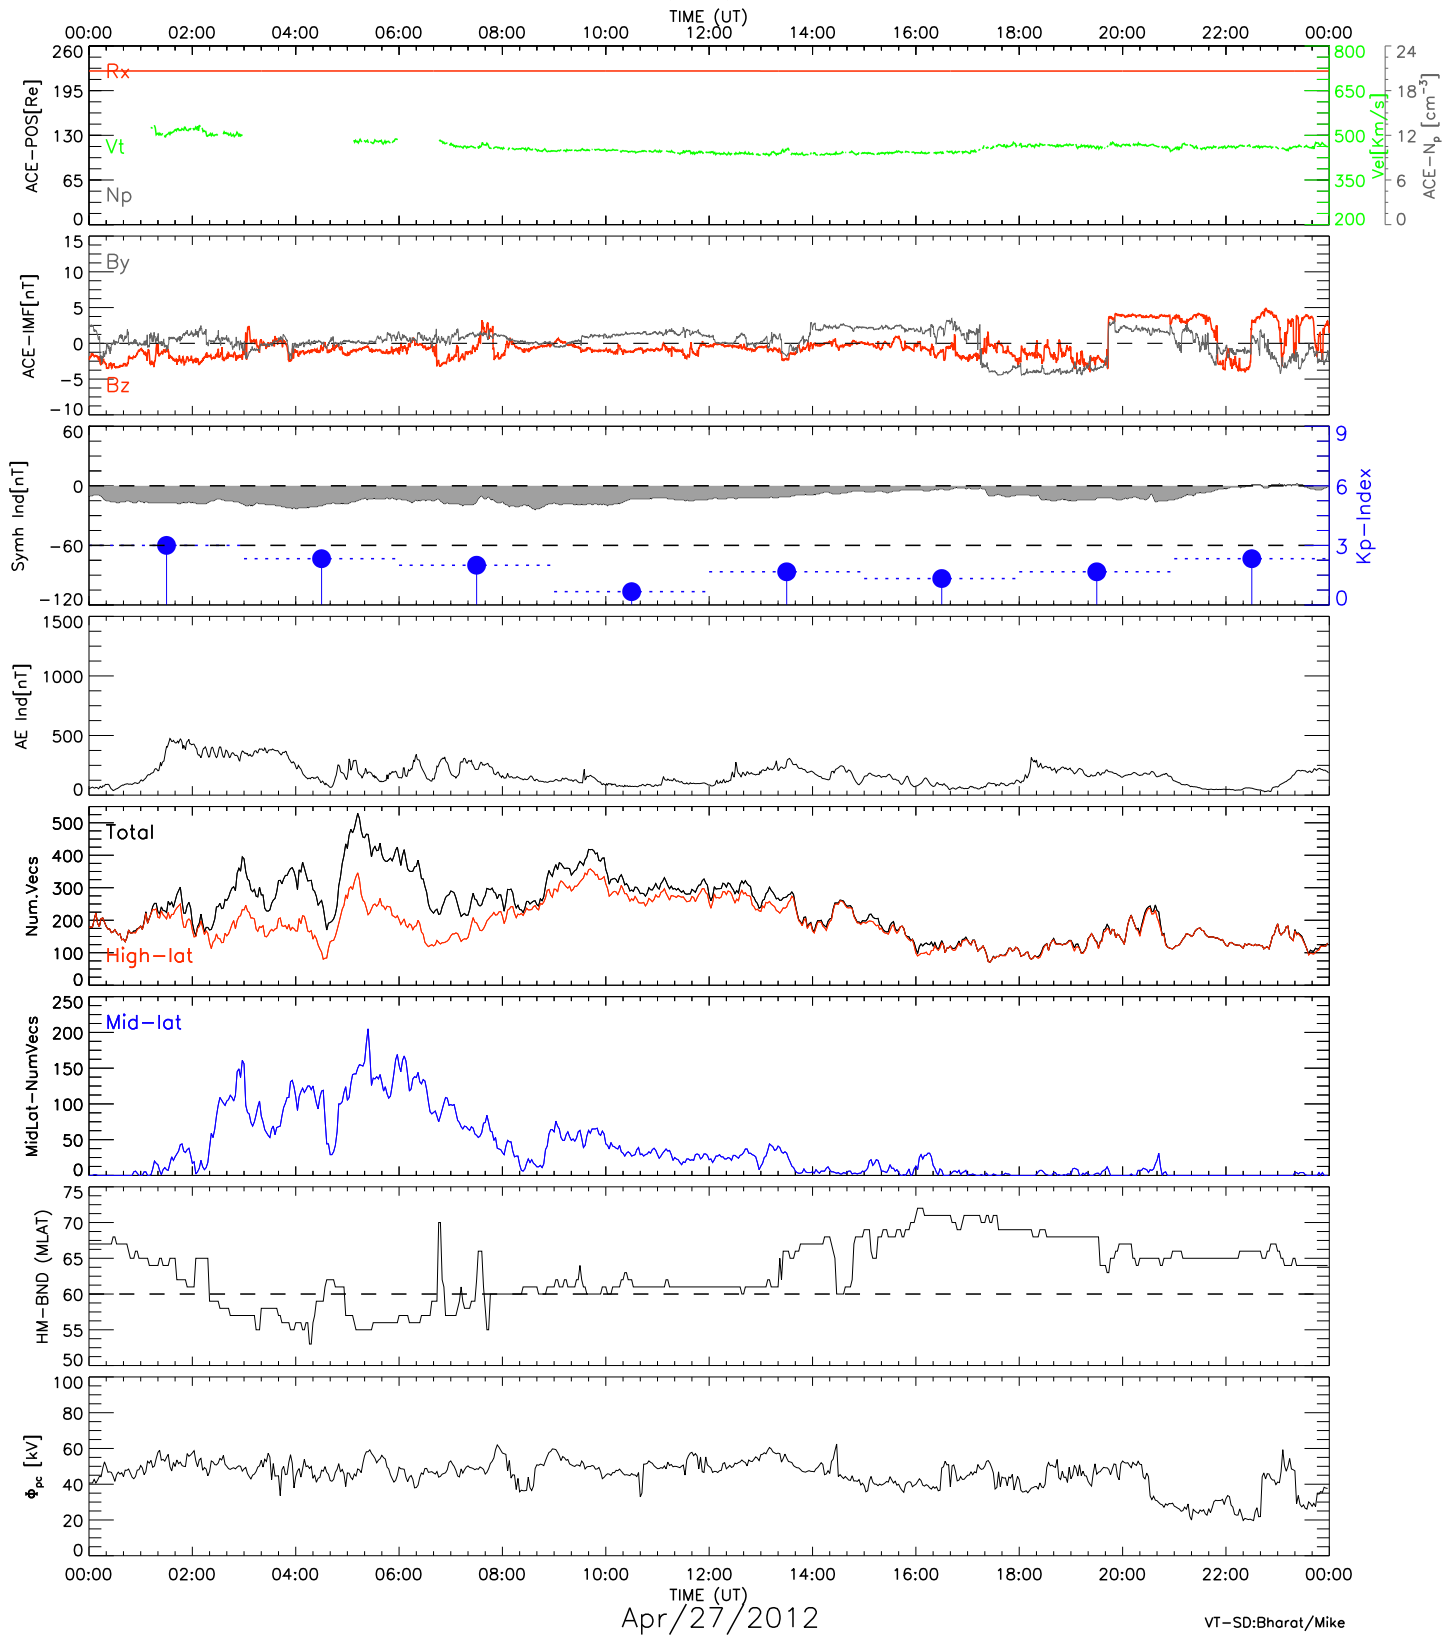 TIME (UT)
00:00 02:00 04:00 06:00 08:00 10:00 12:00 14:00 16:00 18:00 20:00 22:00 00:00
ACE-POS[Re]
260
195
130
65
0
Rx
Vt
Np
800
650
500
350
200
Vel[Km/s]
24
18
12
6
0
ACE-Np [cm-3]
ACE-IMF[nT]
15
10
5
0
-5
-10
By
Bz
Symh Ind[nT]
60
0
-60
-120
9
6
3
0
Kp-Index
AE Ind[nT]
1500
1000
500
0
Num.Vecs
500
400
300
200
100
0
Total
High-lat
MidLat-NumVecs
250
200
150
100
50
0
Mid-lat
HM-BND (MLAT)
75
70
65
60
55
50
Φpc [kV]
100
80
60
40
20
0
00:00 02:00 04:00 06:00 08:00 10:00 12:00 14:00 16:00 18:00 20:00 22:00 00:00
TIME (UT)
Apr/27/2012
VT-SD:Bharat/Mike